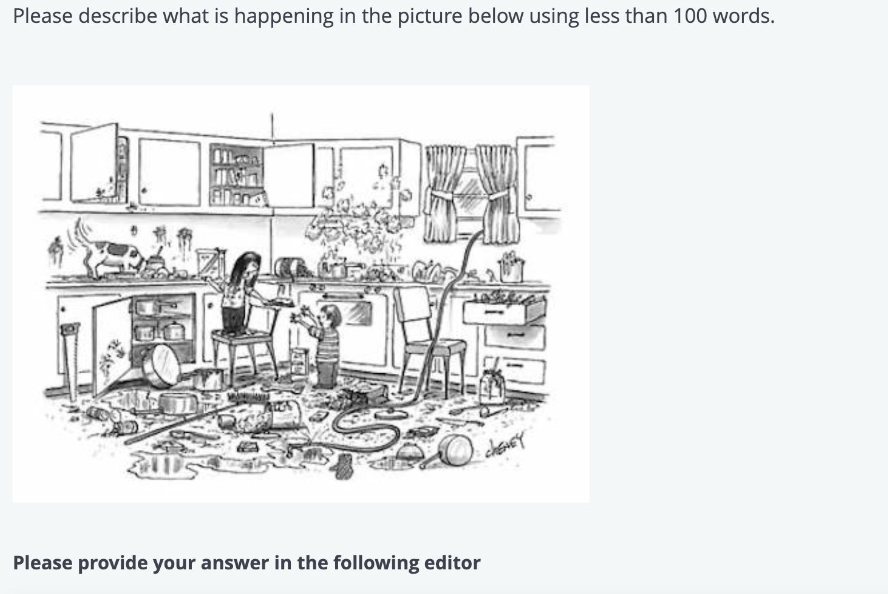 Please describe what is happening in the picture below using less than 100 words.
CHENEY
Please provide your answer in the following editor